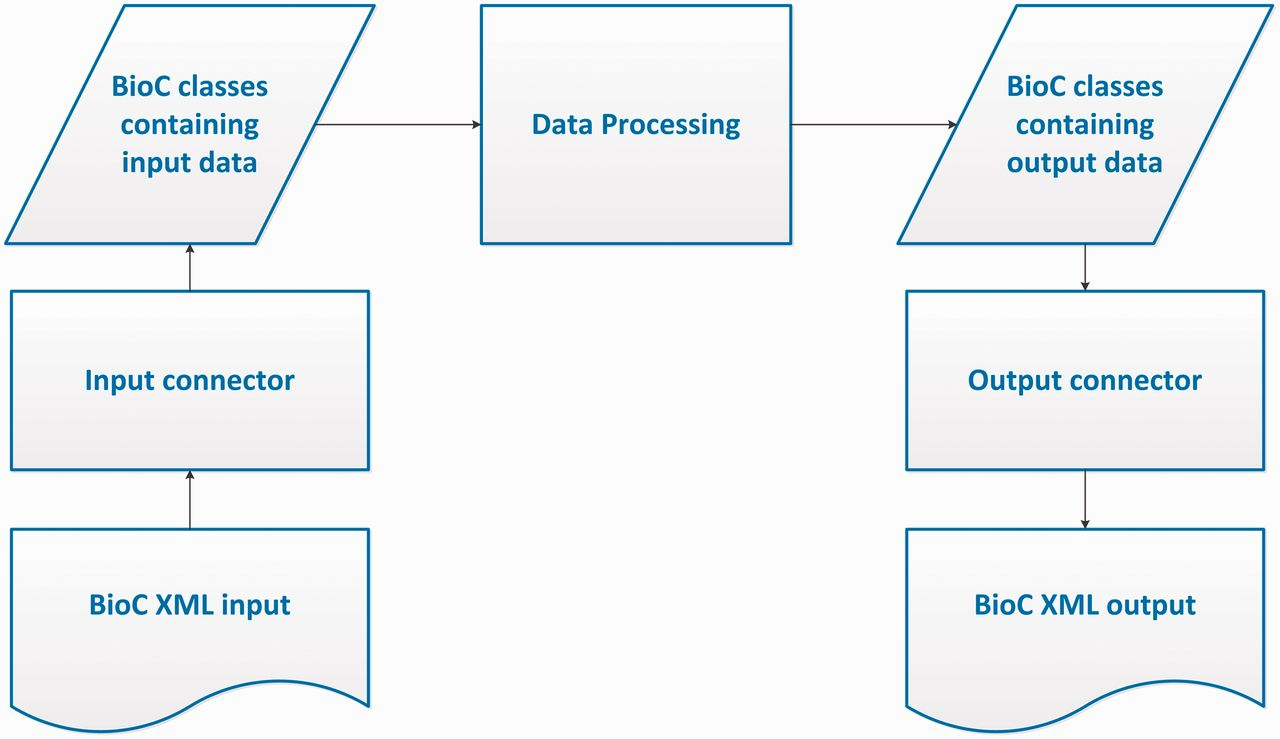 BioC classes
containing
input data
Data Processing
BioC classes
containing
output data
Input connector
Output connector
BioC XML input
BioC XML output